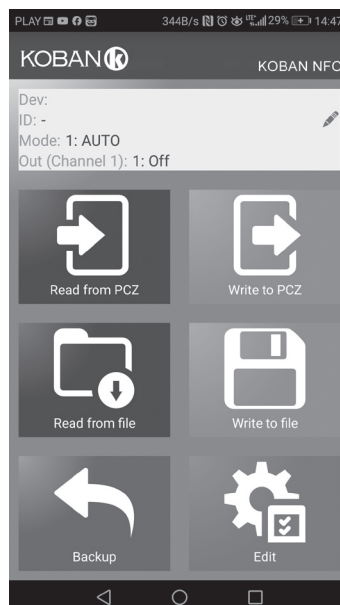 PLAY 344B/s LTE 29% 14:47
KOBAN K
KOBAN NFC
Dev:
ID: -
Mode: 1: AUTO
Out (Channel 1): 1: Off
Read from PCZ
Write to PCZ
Read from file
Write to file
Backup
Edit